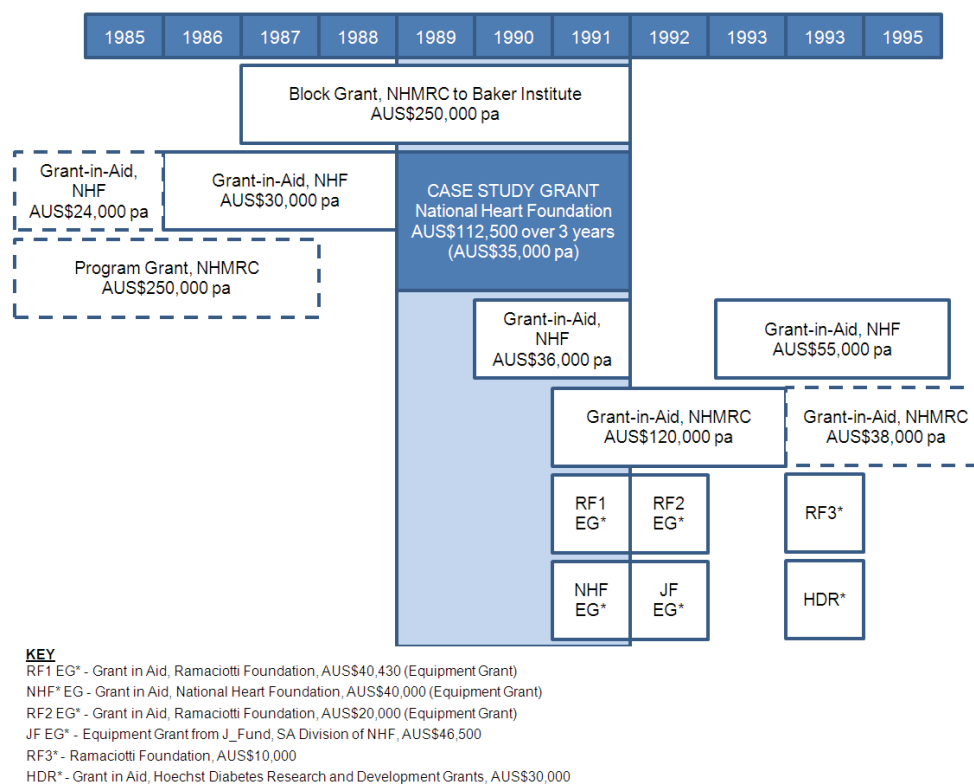 1985 1986 1987 1988 1989 1990 1991 1992 1993 1993 1995
Block Grant, NHMRC to Baker Institute
AUS$250,000 pa
Grant-in-Aid,
NHF
AUS$24,000 pa
Grant-in-Aid, NHF
AUS$30,000 pa
CASE STUDY GRANT
National Heart Foundation
AUS$112,500 over 3 years
(AUS$35,000 pa)
Program Grant, NHMRC
AUS$250,000 pa
Grant-in-Aid,
NHF
AUS$36,000 pa
Grant-in-Aid, NHF
AUS$55,000 pa
Grant-in-Aid, NHMRC
AUS$120,000 pa
Grant-in-Aid, NHMRC
AUS$38,000 pa
RF1
EG*
RF2
EG*
RF3*
NHF
EG*
JF
EG*
HDR*
KEY
RF1 EG* - Grant in Aid, Ramaciotti Foundation, AUS$40,430 (Equipment Grant)
NHF* EG - Grant in Aid, National Heart Foundation, AUS$40,000 (Equipment Grant)
RF2 EG* - Grant in Aid, Ramaciotti Foundation, AUS$20,000 (Equipment Grant)
JF EG* - Equipment Grant from J_Fund, SA Division of NHF, AUS$46,500
RF3* - Ramaciotti Foundation, AUS$10,000
HDR* - Grant in Aid, Hoechst Diabetes Research and Development Grants, AUS$30,000